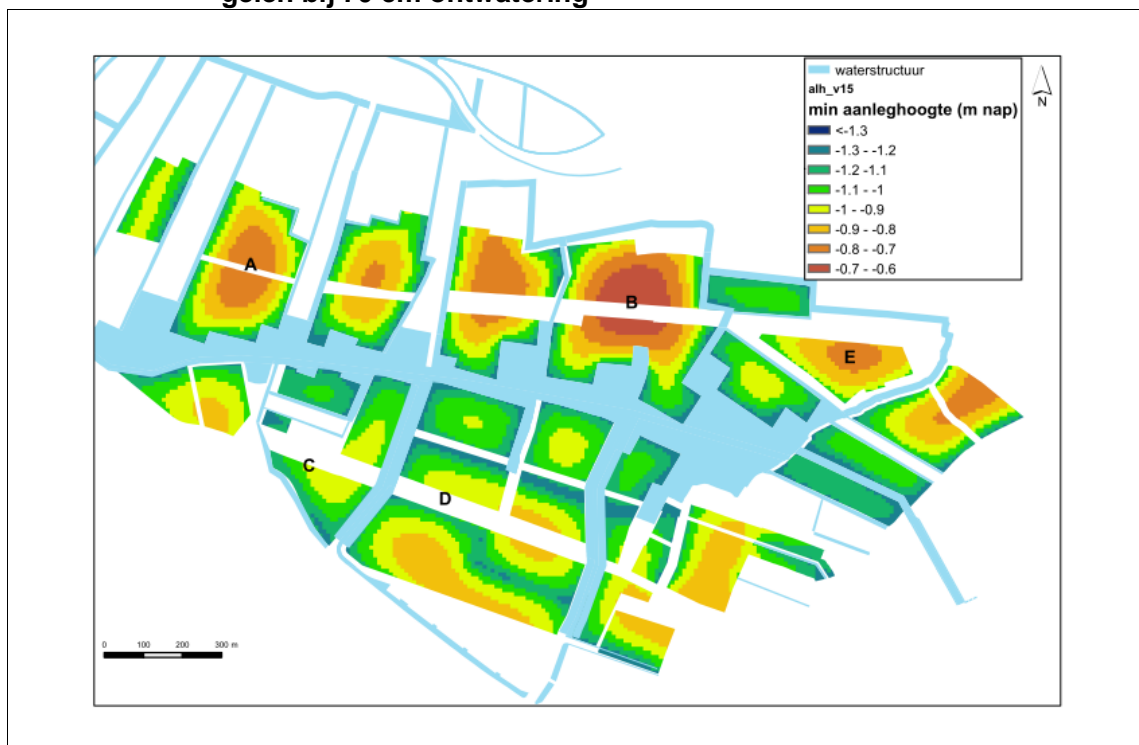 waterstructuur
alh_v15
min aanleghoogte (m nap)
<-1.3
-1.3 - -1.2
-1.2 -1.1
-1.1 - -1
-1 - -0.9
-0.9 - -0.8
-0.8 - -0.7
-0.7 - -0.6
N
A
B
E
C
D
0 100 200 300 m